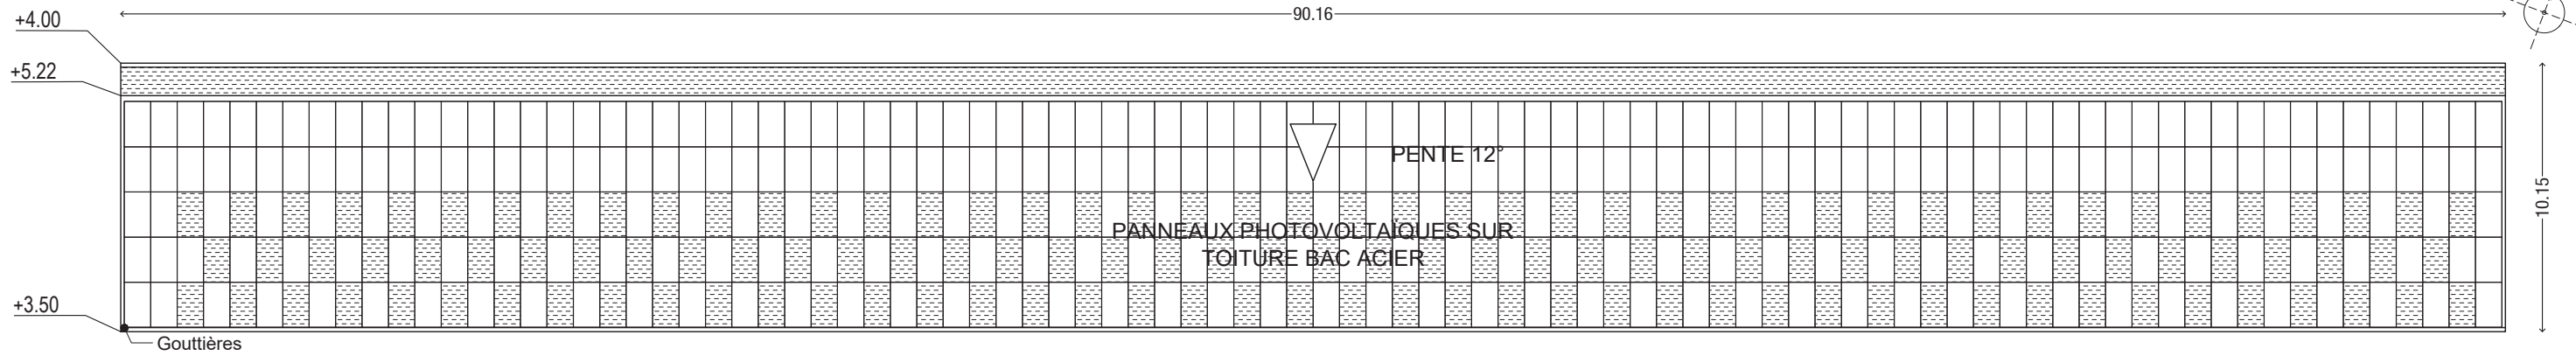 +4.00
90.16
+5.22
PENTE 12°
10.15
PANNEAUX PHOTOVOLTAÏQUES SUR
TOITURE BAC ACIER
+3.50
Gouttières